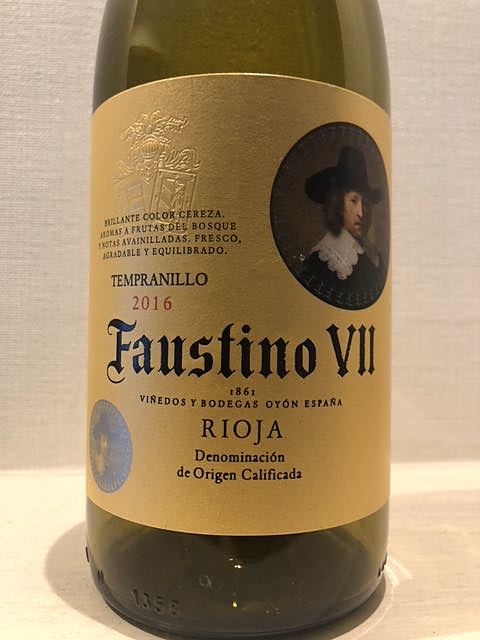 BRILLANTE COLOR CEREZA.
AROMAS A FRUTAS DEL BOSQUE
Y NOTAS AVAINILLADAS. FRESCO,
AGRADABLE Y EQUILIBRADO.
TEMPRANILLO
2016
Faustino VII
1861
VIÑEDOS Y BODEGAS OYÓN ESPAÑA
RIOJA
Denominación
de Origen Calificada